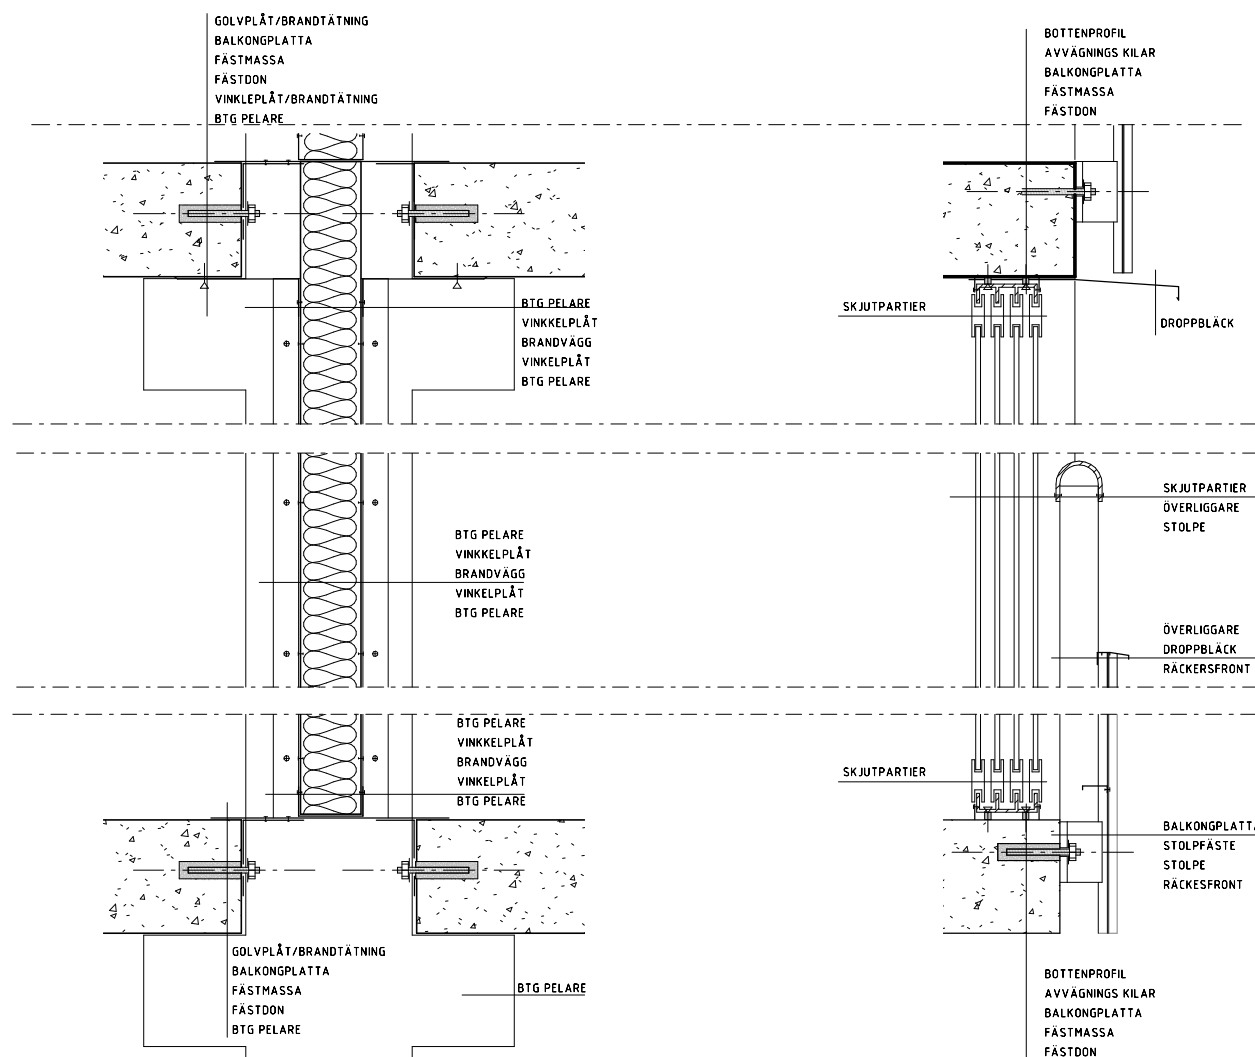 GOLVPLÅT/BRANDTÄTNING
BALKONGPLATTA
FÄSTMASSA
FÄSTDON
VINKLEPLÅT/BRANDTÄTNING
BTG PELARE
BOTTENPROFIL
AVVÄGNINGS KILAR
BALKONGPLATTA
FÄSTMASSA
FÄSTDON
BTG PELARE
VINKKELPLÅT
BRANDVÄGG
VINKELPLÅT
BTG PELARE
SKJUTPARTIER
DROPPBLÄCK
BTG PELARE
VINKKELPLÅT
BRANDVÄGG
VINKELPLÅT
BTG PELARE
SKJUTPARTIER
ÖVERLIGGARE
STOLPE
ÖVERLIGGARE
DROPPBLÄCK
RÄCKERSFRONT
BTG PELARE
VINKKELPLÅT
BRANDVÄGG
VINKELPLÅT
BTG PELARE
SKJUTPARTIER
BALKONGPLATTA
STOLPFÄSTE
STOLPE
RÄCKESFRONT
GOLVPLÅT/BRANDTÄTNING
BALKONGPLATTA
FÄSTMASSA
FÄSTDON
BTG PELARE
BTG PELARE
BOTTENPROFIL
AVVÄGNINGS KILAR
BALKONGPLATTA
FÄSTMASSA
FÄSTDON